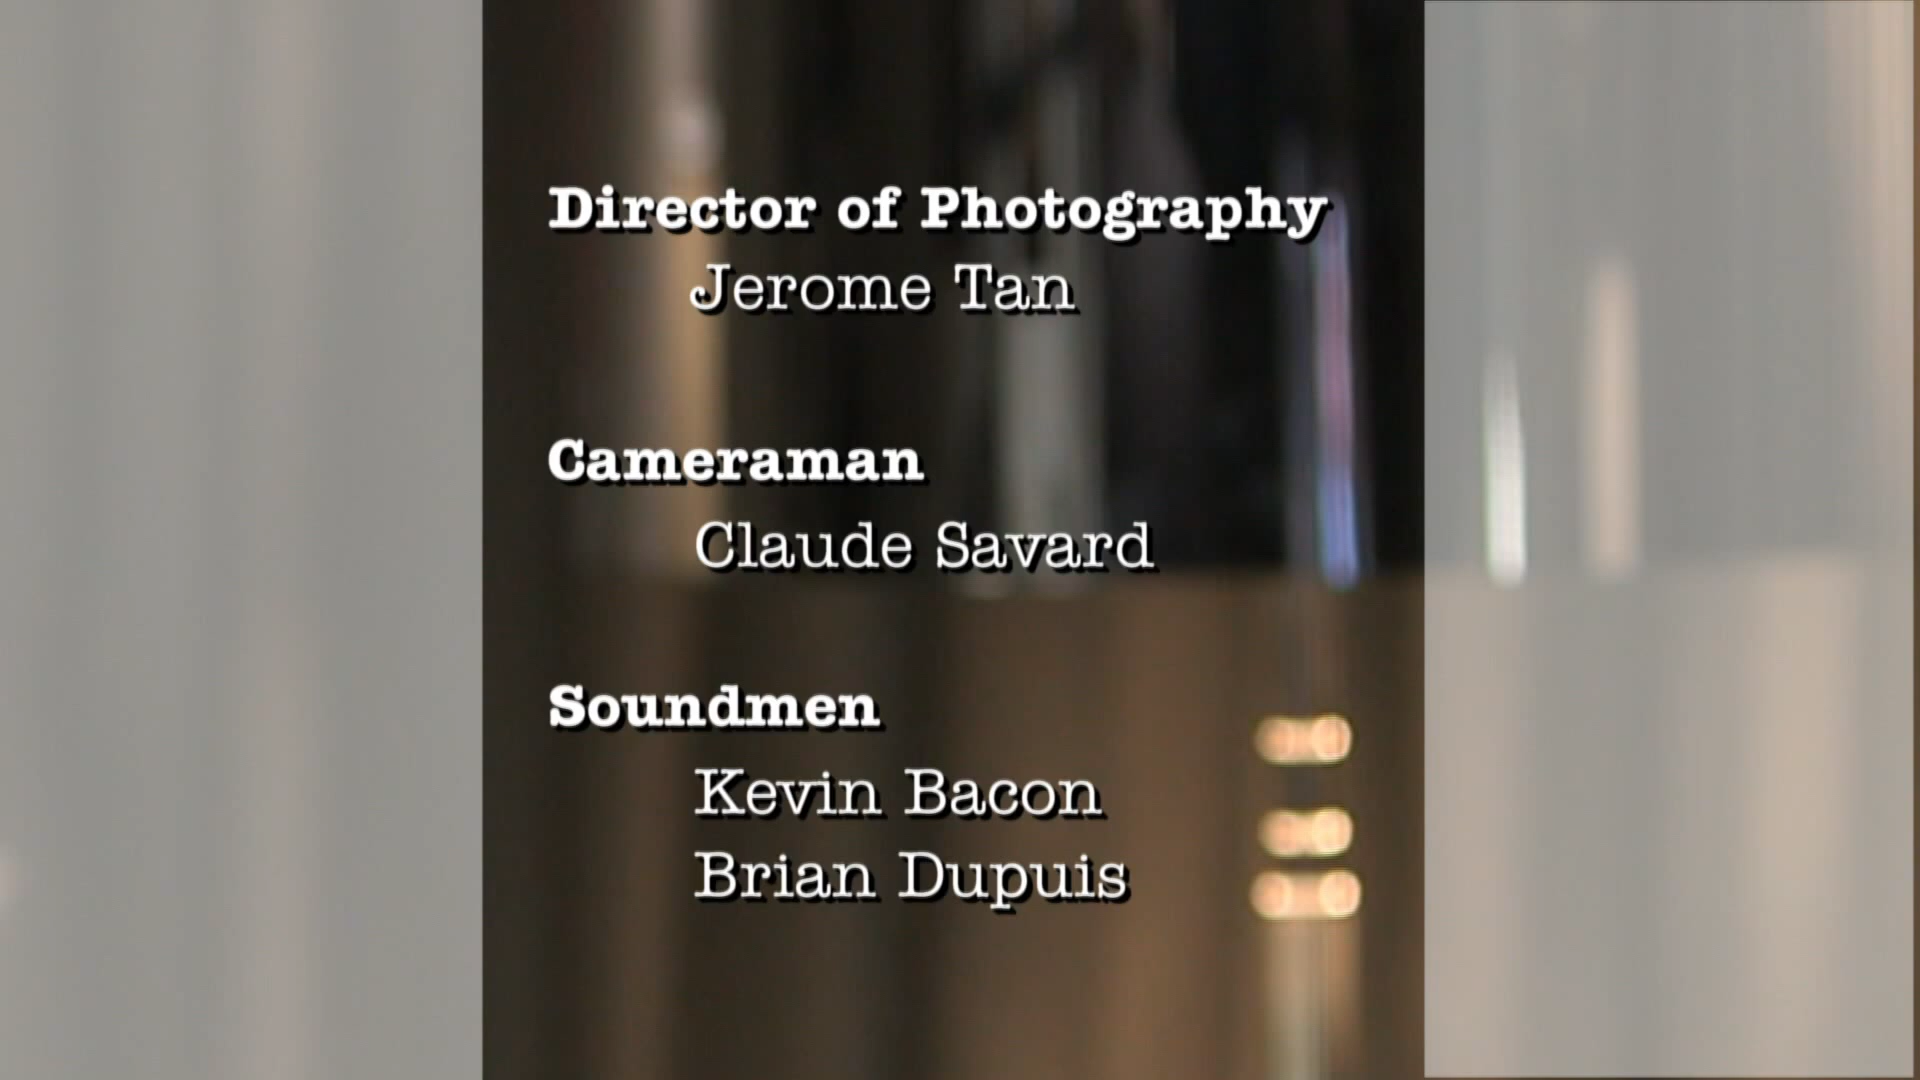 Director of Photography
Jerome Tan
Cameraman
Claude Savard
Soundmen
Kevin Bacon
Brian Dupuis